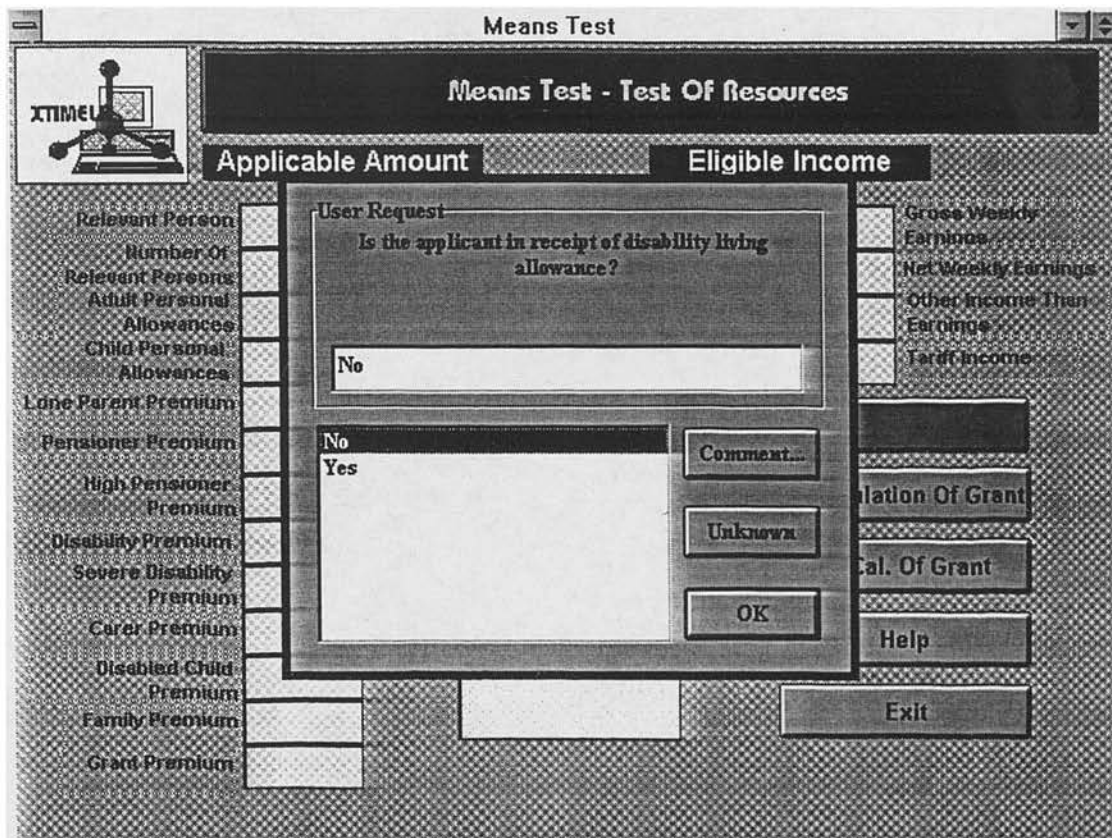 Means Test
XTIMEL
Means Test - Test Of Resources
Applicable Amount
Eligible Income
Relevant Person
Number Of
Relevant Persons
Adult Personal
Allowances
Child Personal
Allowances
Lone Parent Premium
Pensioner Premium
High Pensioner
Premium
Disability Premium
Severe Disability
Premium
Carer Premium
Disabled Child
Premium
Family Premium
Grant Premium
User Request
Is the applicant in receipt of disability living
allowance?
No
No
Yes
Comment...
Unknown
OK
Gross Weekly
Earnings
Net Weekly Earnings
Other Income Than
Earnings
Tariff Income
lation Of Grant
Cal. Of Grant
Help
Exit